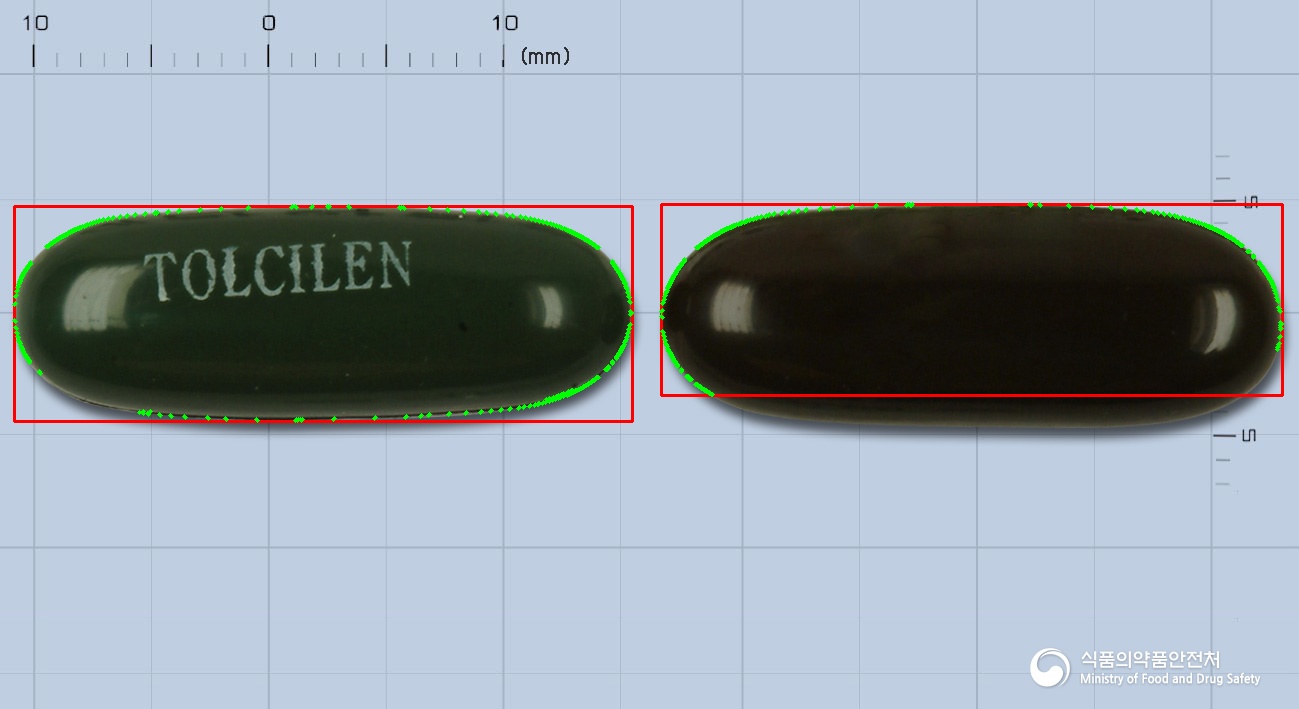 10 0 10
(mm)
5
TOLCILEN
5
식품의약품안전처
Ministry of Food and Drug Safety